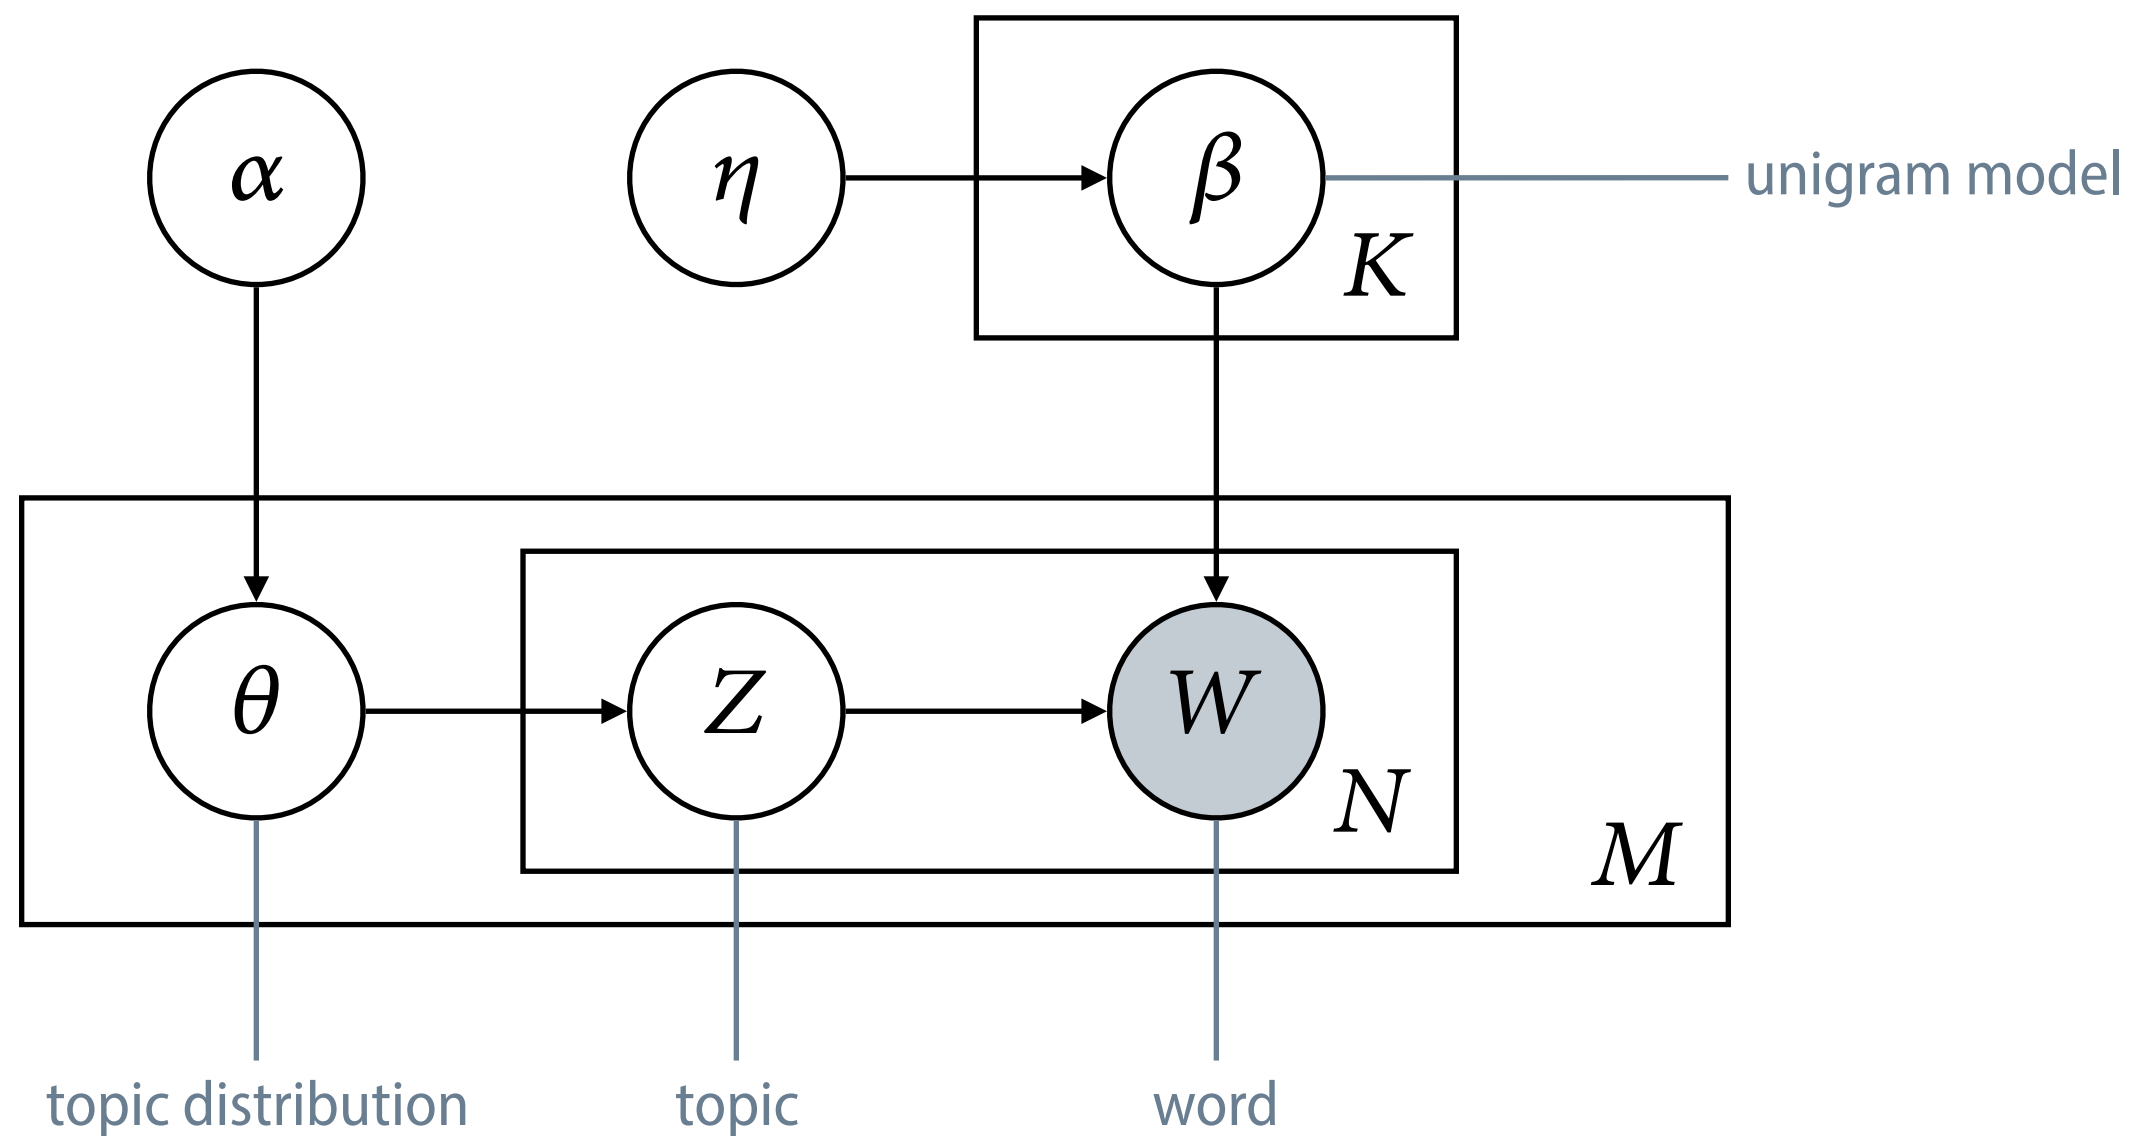 α
η
β
unigram model
K
θ
Z
W
N
M
topic distribution
topic
word